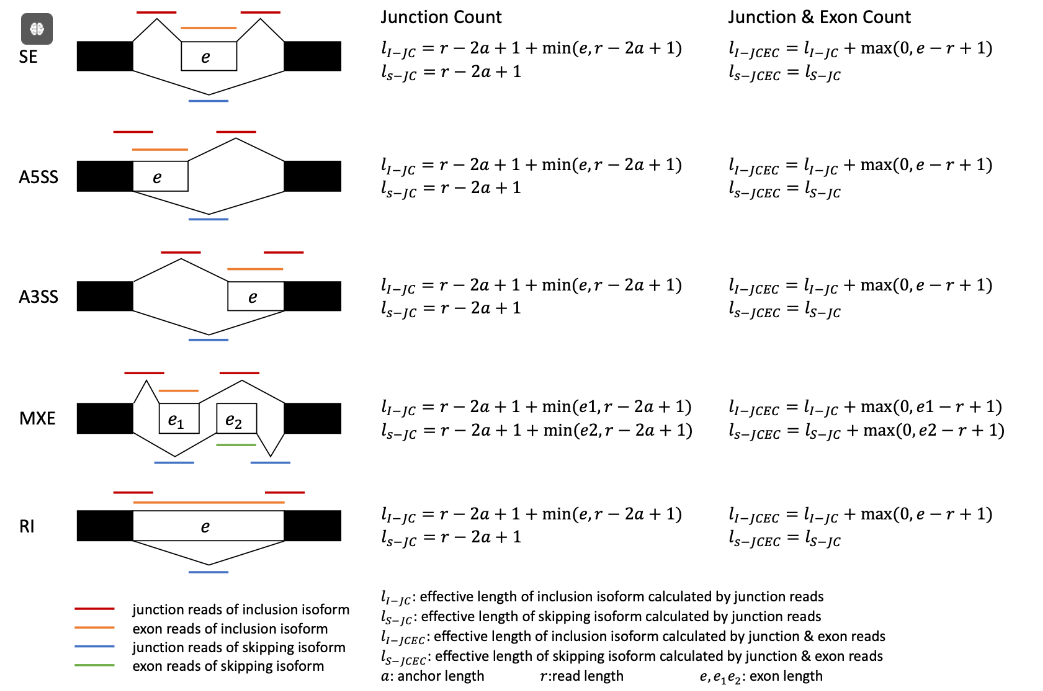 Junction Count Junction & Exon Count
SE
e
l_{I−JC} = r − 2a + 1 + min(e, r − 2a + 1) l_{I−JCEC} = l_{I−JC} + max(0, e − r + 1)
l_{S−JC} = r − 2a + 1 l_{S−JCEC} = l_{S−JC}
A5SS
e
l_{I−JC} = r − 2a + 1 + min(e, r − 2a + 1) l_{I−JCEC} = l_{I−JC} + max(0, e − r + 1)
l_{S−JC} = r − 2a + 1 l_{S−JCEC} = l_{S−JC}
A3SS
e
l_{I−JC} = r − 2a + 1 + min(e, r − 2a + 1) l_{I−JCEC} = l_{I−JC} + max(0, e − r + 1)
l_{S−JC} = r − 2a + 1 l_{S−JCEC} = l_{S−JC}
MXE
e₁ e₂
l_{I−JC} = r − 2a + 1 + min(e1, r − 2a + 1) l_{I−JCEC} = l_{I−JC} + max(0, e1 − r + 1)
l_{S−JC} = r − 2a + 1 + min(e2, r − 2a + 1) l_{S−JCEC} = l_{S−JC} + max(0, e2 − r + 1)
RI
e
l_{I−JC} = r − 2a + 1 + min(e, r − 2a + 1) l_{I−JCEC} = l_{I−JC} + max(0, e − r + 1)
l_{S−JC} = r − 2a + 1 l_{S−JCEC} = l_{S−JC}
junction reads of inclusion isoform
exon reads of inclusion isoform
junction reads of skipping isoform
exon reads of skipping isoform
l_{I−JC}: effective length of inclusion isoform calculated by junction reads
l_{S−JC}: effective length of skipping isoform calculated by junction reads
l_{I−JCEC}: effective length of inclusion isoform calculated by junction & exon reads
l_{S−JCEC}: effective length of skipping isoform calculated by junction & exon reads
a: anchor length r:read length e, e₁e₂: exon length